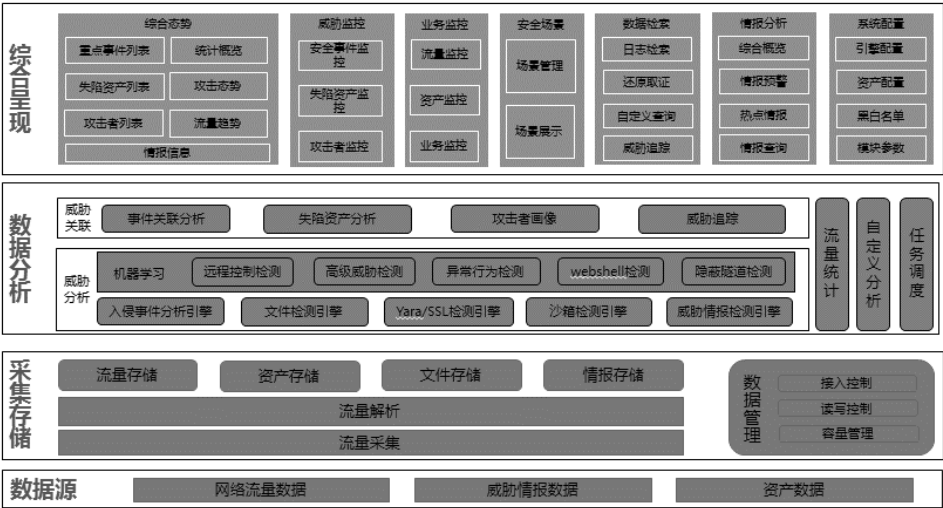 综合呈现
综合态势
重点事件列表
统计概览
失陷资产列表
攻击态势
攻击者列表
流量趋势
情报信息
威胁监控
安全事件监
控
失陷资产监
控
攻击者监控
业务监控
流量监控
资产监控
业务监控
安全场景
场景管理
场景展示
数据检索
日志检索
还原取证
自定义查询
威胁追踪
情报分析
综合概览
情报预警
热点情报
情报查询
系统配置
引擎配置
资产配置
黑白名单
模块参数
数据分析
威胁
关联
事件关联分析
失陷资产分析
攻击者画像
威胁追踪
威胁
分析
机器学习
远程控制检测
高级威胁检测
异常行为检测
webshell检测
隐蔽隧道检测
入侵事件分析引擎
文件检测引擎
Yara/SSL检测引擎
沙箱检测引擎
威胁情报检测引擎
流量统计
自定义分析
任务调度
采集存储
流量存储
资产存储
文件存储
情报存储
流量解析
流量采集
数据管理
接入控制
读写控制
容量管理
数据源
网络流量数据
威胁情报数据
资产数据